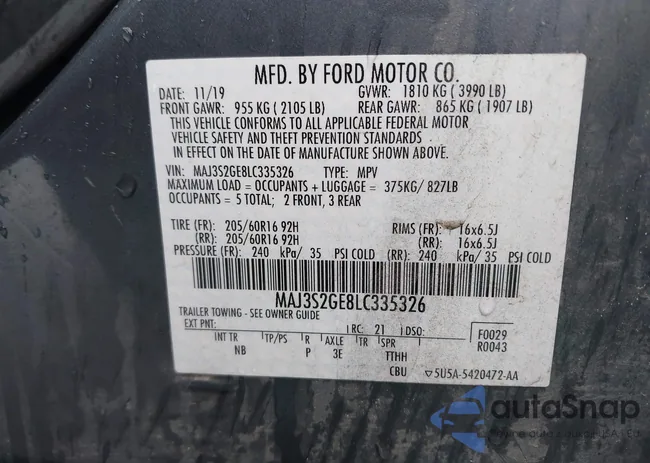 MFD. BY FORD MOTOR CO.
DATE: 11/19 GVWR: 1810 KG ( 3990 LB)
FRONT GAWR: 955 KG ( 2105 LB) REAR GAWR: 865 KG ( 1907 LB)
THIS VEHICLE CONFORMS TO ALL APPLICABLE FEDERAL MOTOR
VEHICLE SAFETY AND THEFT PREVENTION STANDARDS
IN EFFECT ON THE DATE OF MANUFACTURE SHOWN ABOVE.
VIN: MAJ3S2GE8LC335326 TYPE: MPV
MAXIMUM LOAD = OCCUPANTS + LUGGAGE = 375KG/ 827LB
OCCUPANTS = 5 TOTAL; 2 FRONT, 3 REAR
TIRE (FR): 205/60R16 92H RIMS (FR): 16x6.5J
(RR): 205/60R16 92H (RR): 16x6.5J
PRESSURE (FR): 240 kPa/ 35 PSI COLD (RR): 240 kPa/ 35 PSI COLD
MAJ3S2GE8LC335326
TRAILER TOWING - SEE OWNER GUIDE
EXT PNT: RC: 21 DSO: F0029
INT TR TP/PS R AXLE TR SPR R0043
NB P 3E TTHH
CBU ▽5U5A-5420472-AA
autaSnap